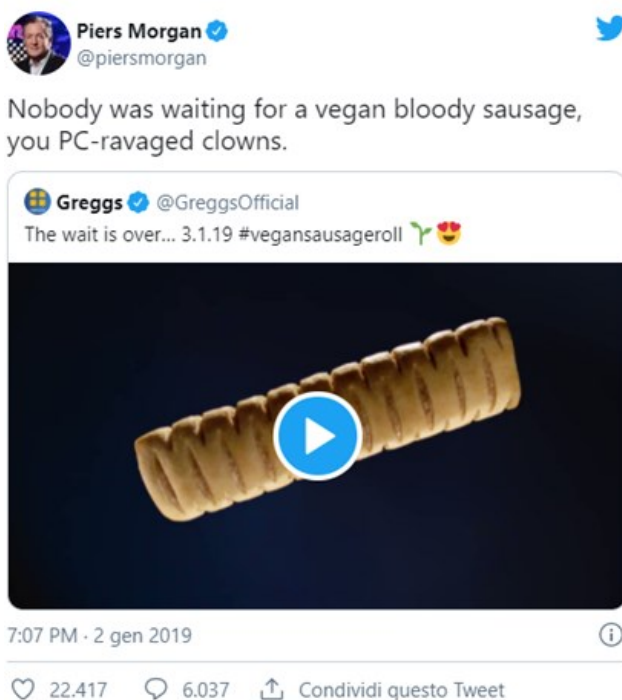 Piers Morgan
@piersmorgan
Nobody was waiting for a vegan bloody sausage,
you PC-ravaged clowns.
Greggs @GreggsOfficial
The wait is over... 3.1.19 #vegansausageroll 🌱😍
7:07 PM · 2 gen 2019
22.417 6.037 Condividi questo Tweet